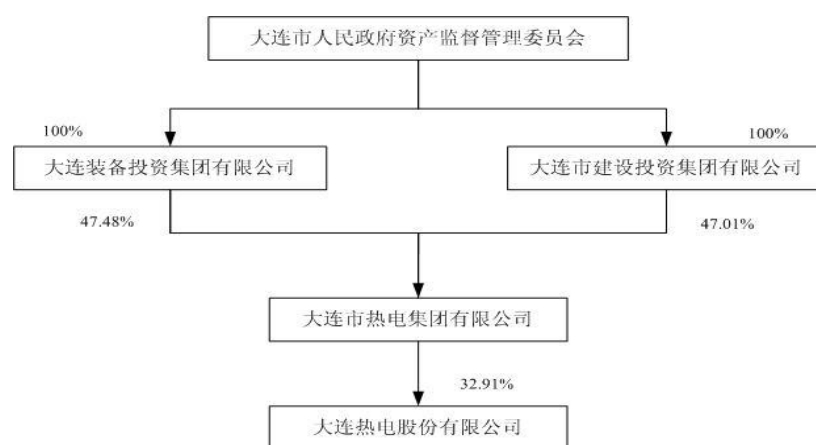 大连市人民政府资产监督管理委员会
100%
100%
大连装备投资集团有限公司
大连市建设投资集团有限公司
47.48%
47.01%
大连市热电集团有限公司
32.91%
大连热电股份有限公司